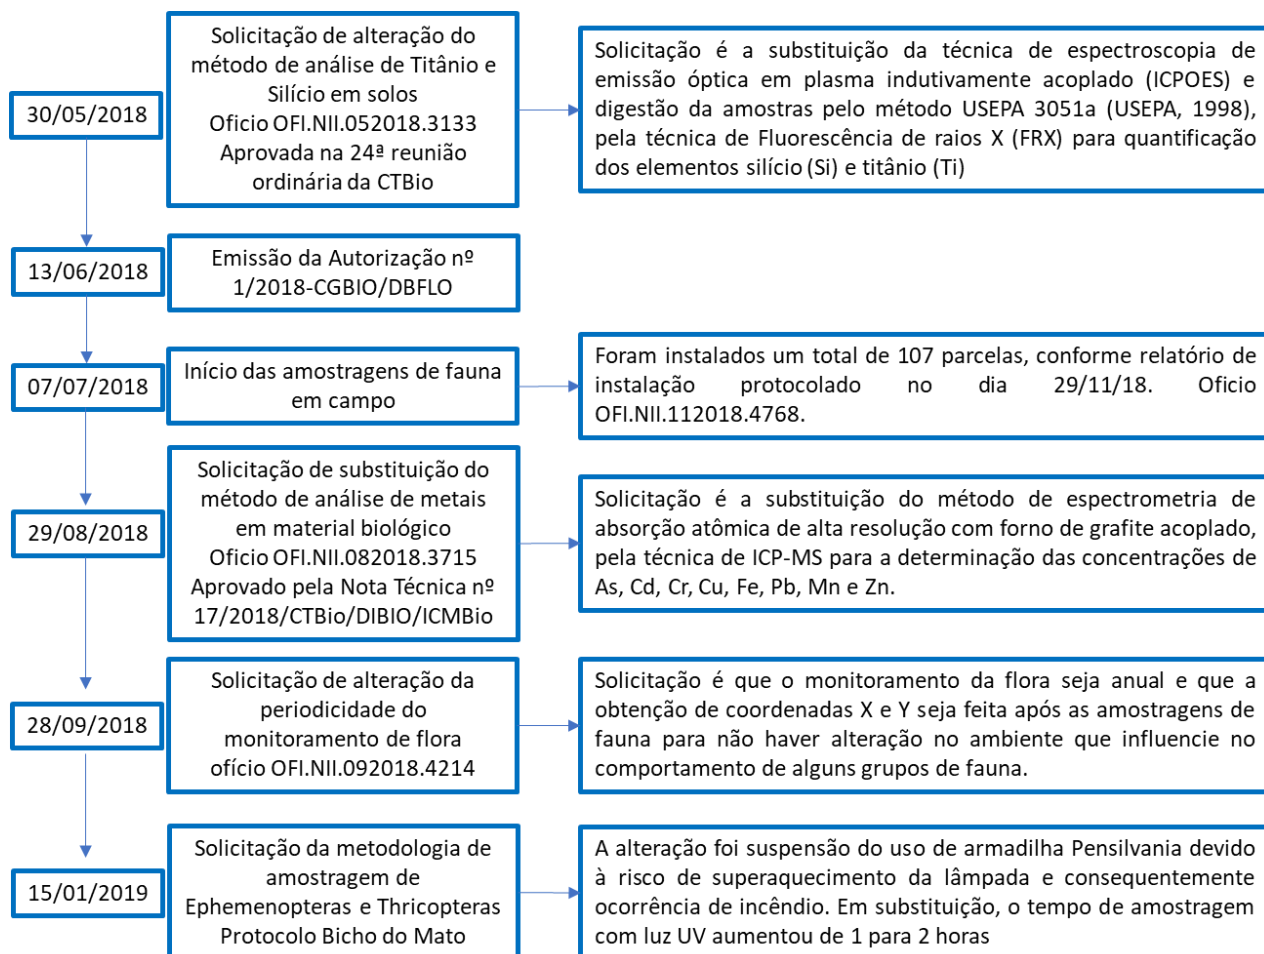 30/05/2018
Solicitação de alteração do
método de análise de Titânio e
Silício em solos
Oficio OFI.NII.052018.3133
Aprovada na 24ª reunião
ordinária da CTBio
Solicitação é a substituição da técnica de espectroscopia de
emissão óptica em plasma indutivamente acoplado (ICPOES) e
digestão da amostras pelo método USEPA 3051a (USEPA, 1998),
pela técnica de Fluorescência de raios X (FRX) para quantificação
dos elementos silício (Si) e titânio (Ti)
13/06/2018
Emissão da Autorização nº
1/2018-CGBIO/DBFLO
07/07/2018
Início das amostragens de fauna
em campo
Foram instalados um total de 107 parcelas, conforme relatório de
instalação protocolado no dia 29/11/18. Oficio
OFI.NII.112018.4768.
29/08/2018
Solicitação de substituição do
método de análise de metais
em material biológico
Oficio OFI.NII.082018.3715
Aprovado pela Nota Técnica nº
17/2018/CTBio/DIBIO/ICMBio
Solicitação é a substituição do método de espectrometria de
absorção atômica de alta resolução com forno de grafite acoplado,
pela técnica de ICP-MS para a determinação das concentrações de
As, Cd, Cr, Cu, Fe, Pb, Mn e Zn.
28/09/2018
Solicitação de alteração da
periodicidade do
monitoramento de flora
ofício OFI.NII.092018.4214
Solicitação é que o monitoramento da flora seja anual e que a
obtenção de coordenadas X e Y seja feita após as amostragens de
fauna para não haver alteração no ambiente que influencie no
comportamento de alguns grupos de fauna.
15/01/2019
Solicitação da metodologia de
amostragem de
Ephemenopteras e Thricopteras
Protocolo Bicho do Mato
A alteração foi suspensão do uso de armadilha Pensilvania devido
à risco de superaquecimento da lâmpada e consequentemente
ocorrência de incêndio. Em substituição, o tempo de amostragem
com luz UV aumentou de 1 para 2 horas